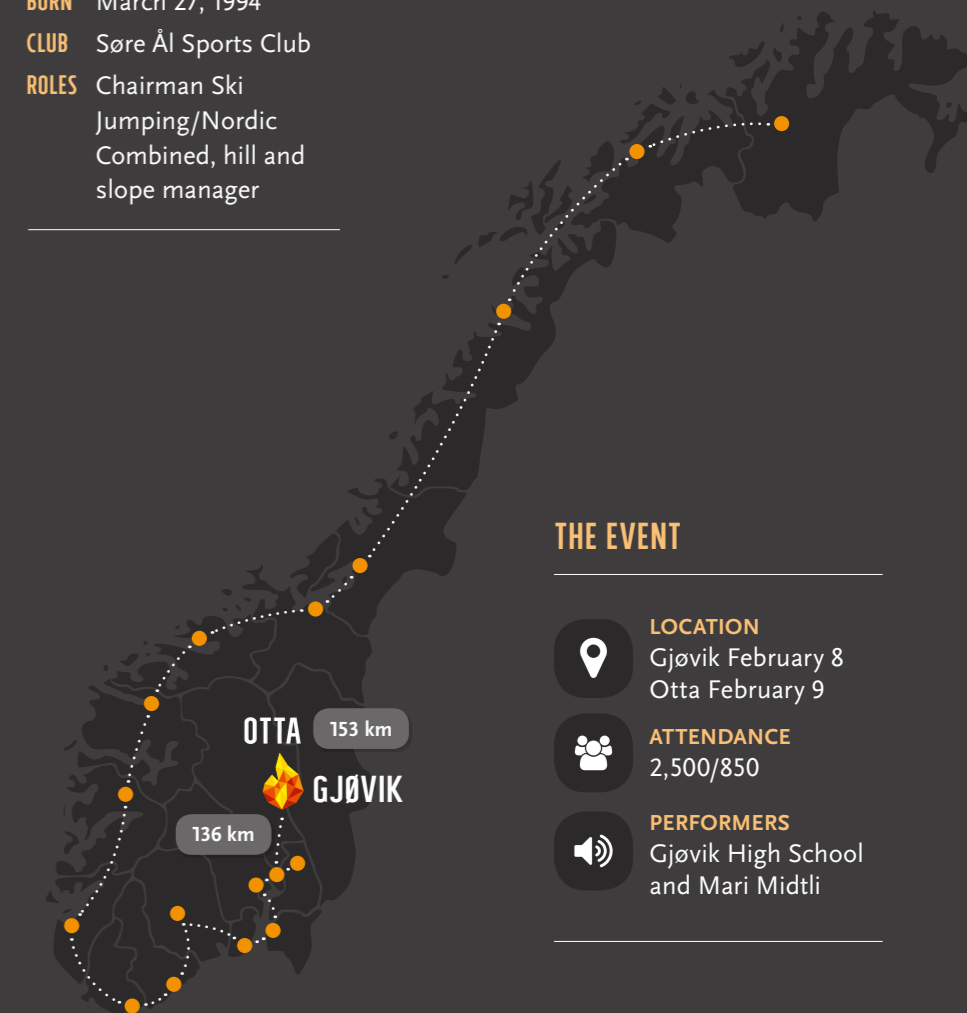 BORN March 27, 1994
CLUB Søre Ål Sports Club
ROLES Chairman Ski
Jumping/Nordic
Combined, hill and
slope manager
THE EVENT
LOCATION
Gjøvik February 8
Otta February 9
ATTENDANCE
2,500/850
PERFORMERS
Gjøvik High School
and Mari Midtli
OTTA 153 km
GJØVIK
136 km